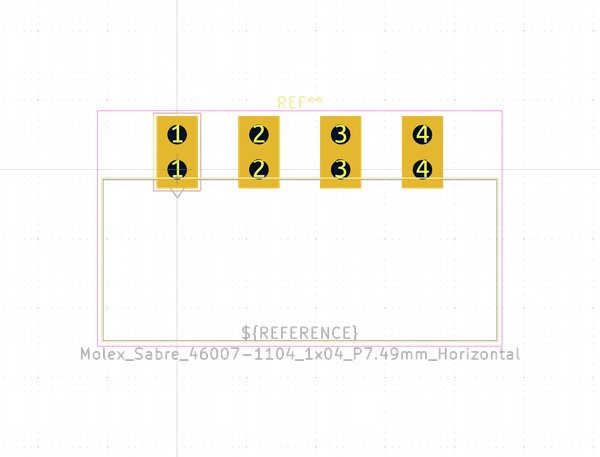 REF**
1 2 3 4
1 2 3 4
${REFERENCE}
Molex_Sabre_46007-1104_1x04_P7.49mm_Horizontal